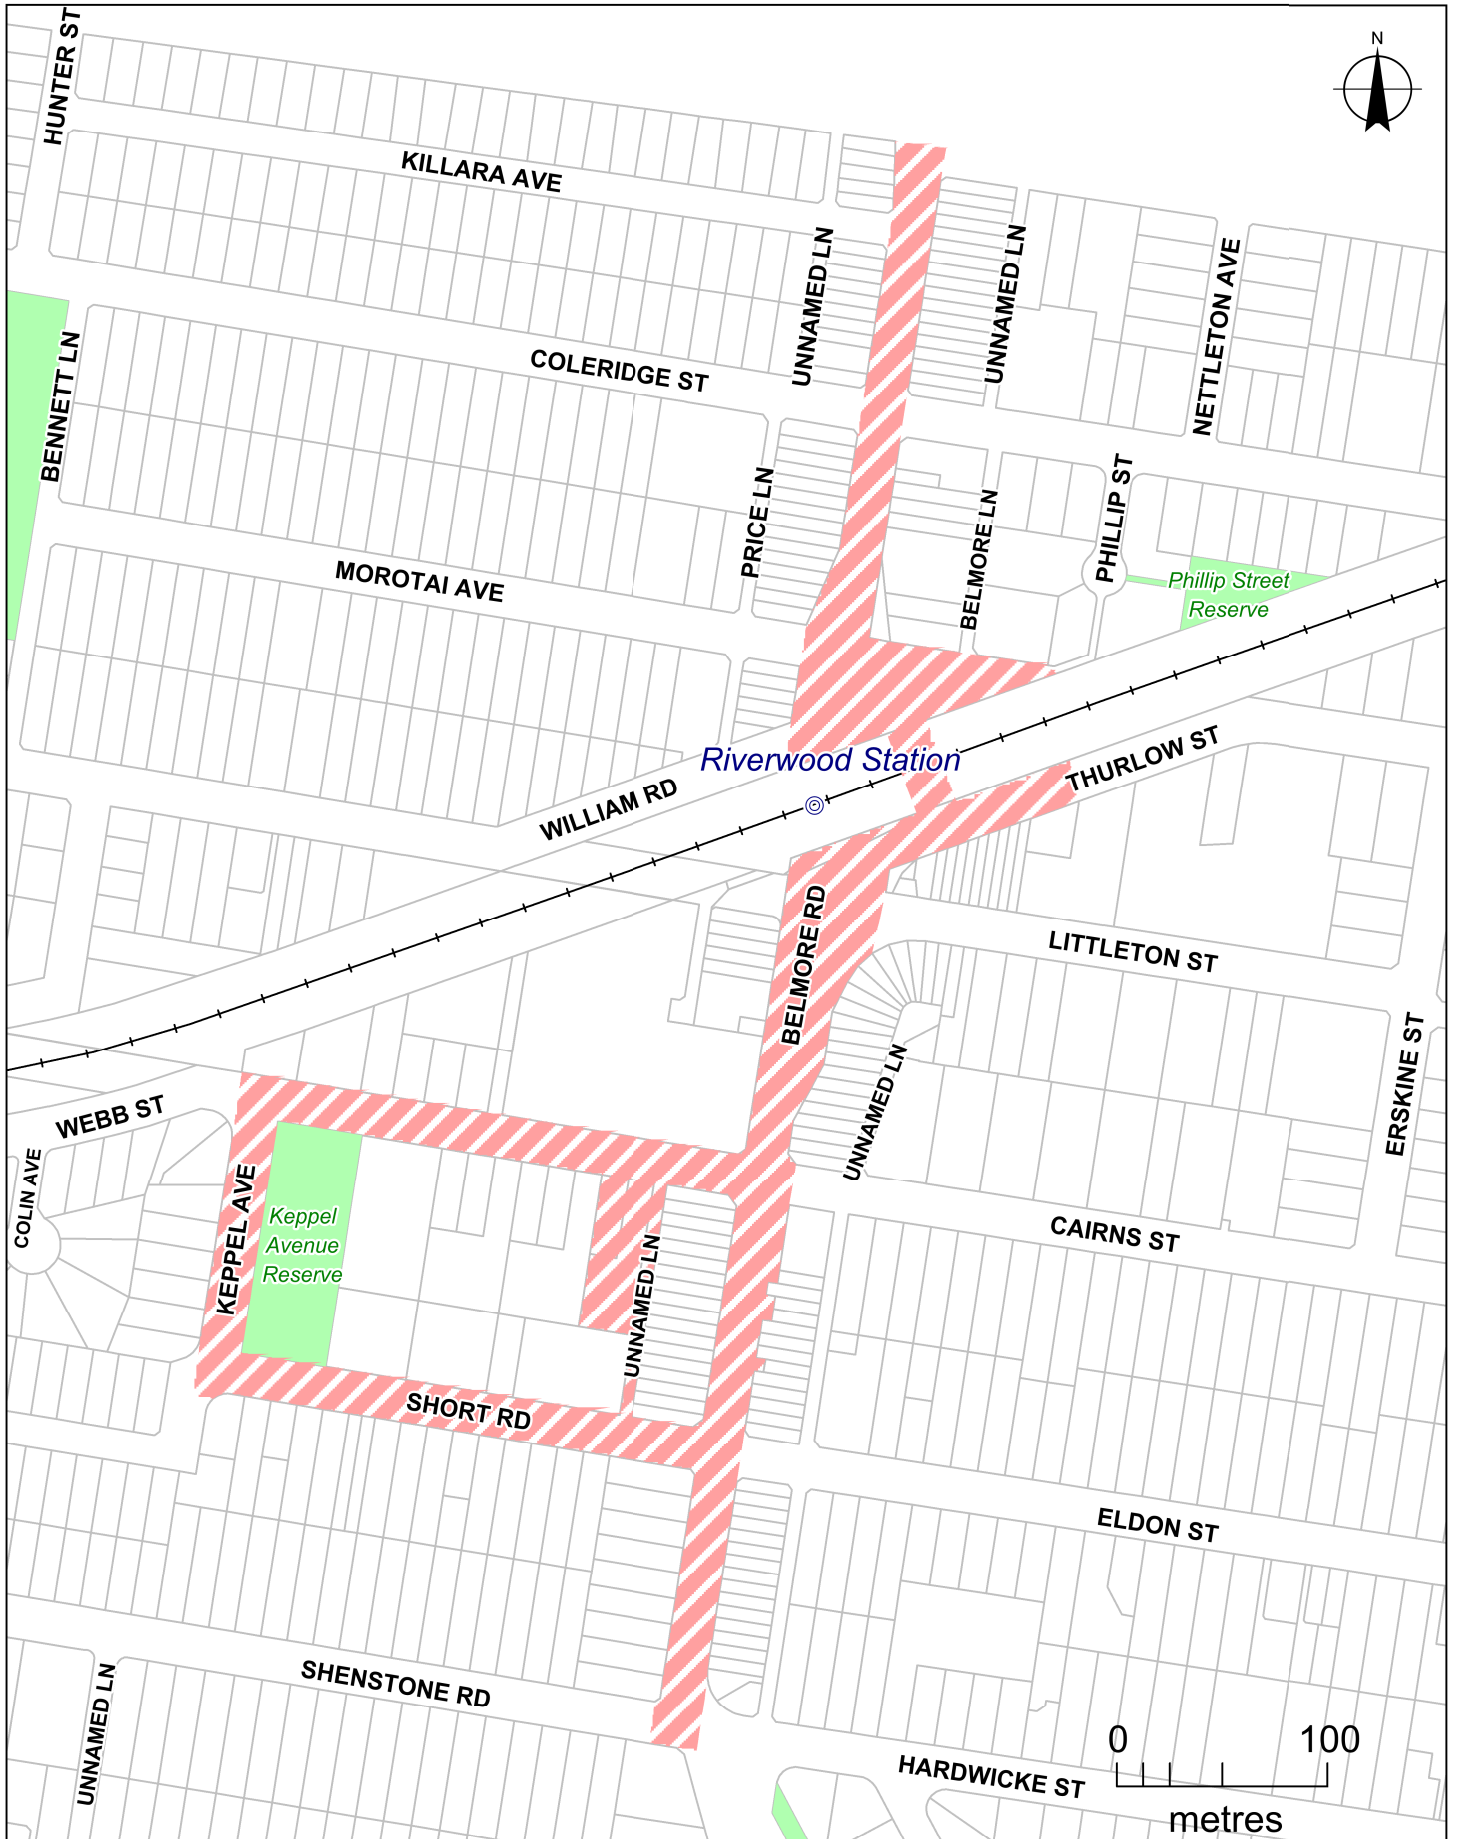 N
HUNTER ST
KILLARA AVE
UNNAMED LN
UNNAMED LN
NETTLETON AVE
BENNETT LN
COLERIDGE ST
PRICE LN
BELMORE LN
PHILLIP ST
MOROTAI AVE
Phillip Street
Reserve
Riverwood Station
WILLIAM RD
THURLOW ST
BELMORE RD
LITTLETON ST
UNNAMED LN
ERSKINE ST
WEBB ST
COLIN AVE
KEPPEL AVE
Keppel
Avenue
Reserve
UNNAMED LN
CAIRNS ST
SHORT RD
ELDON ST
SHENSTONE RD
UNNAMED LN
HARDWICKE ST
0 100
metres